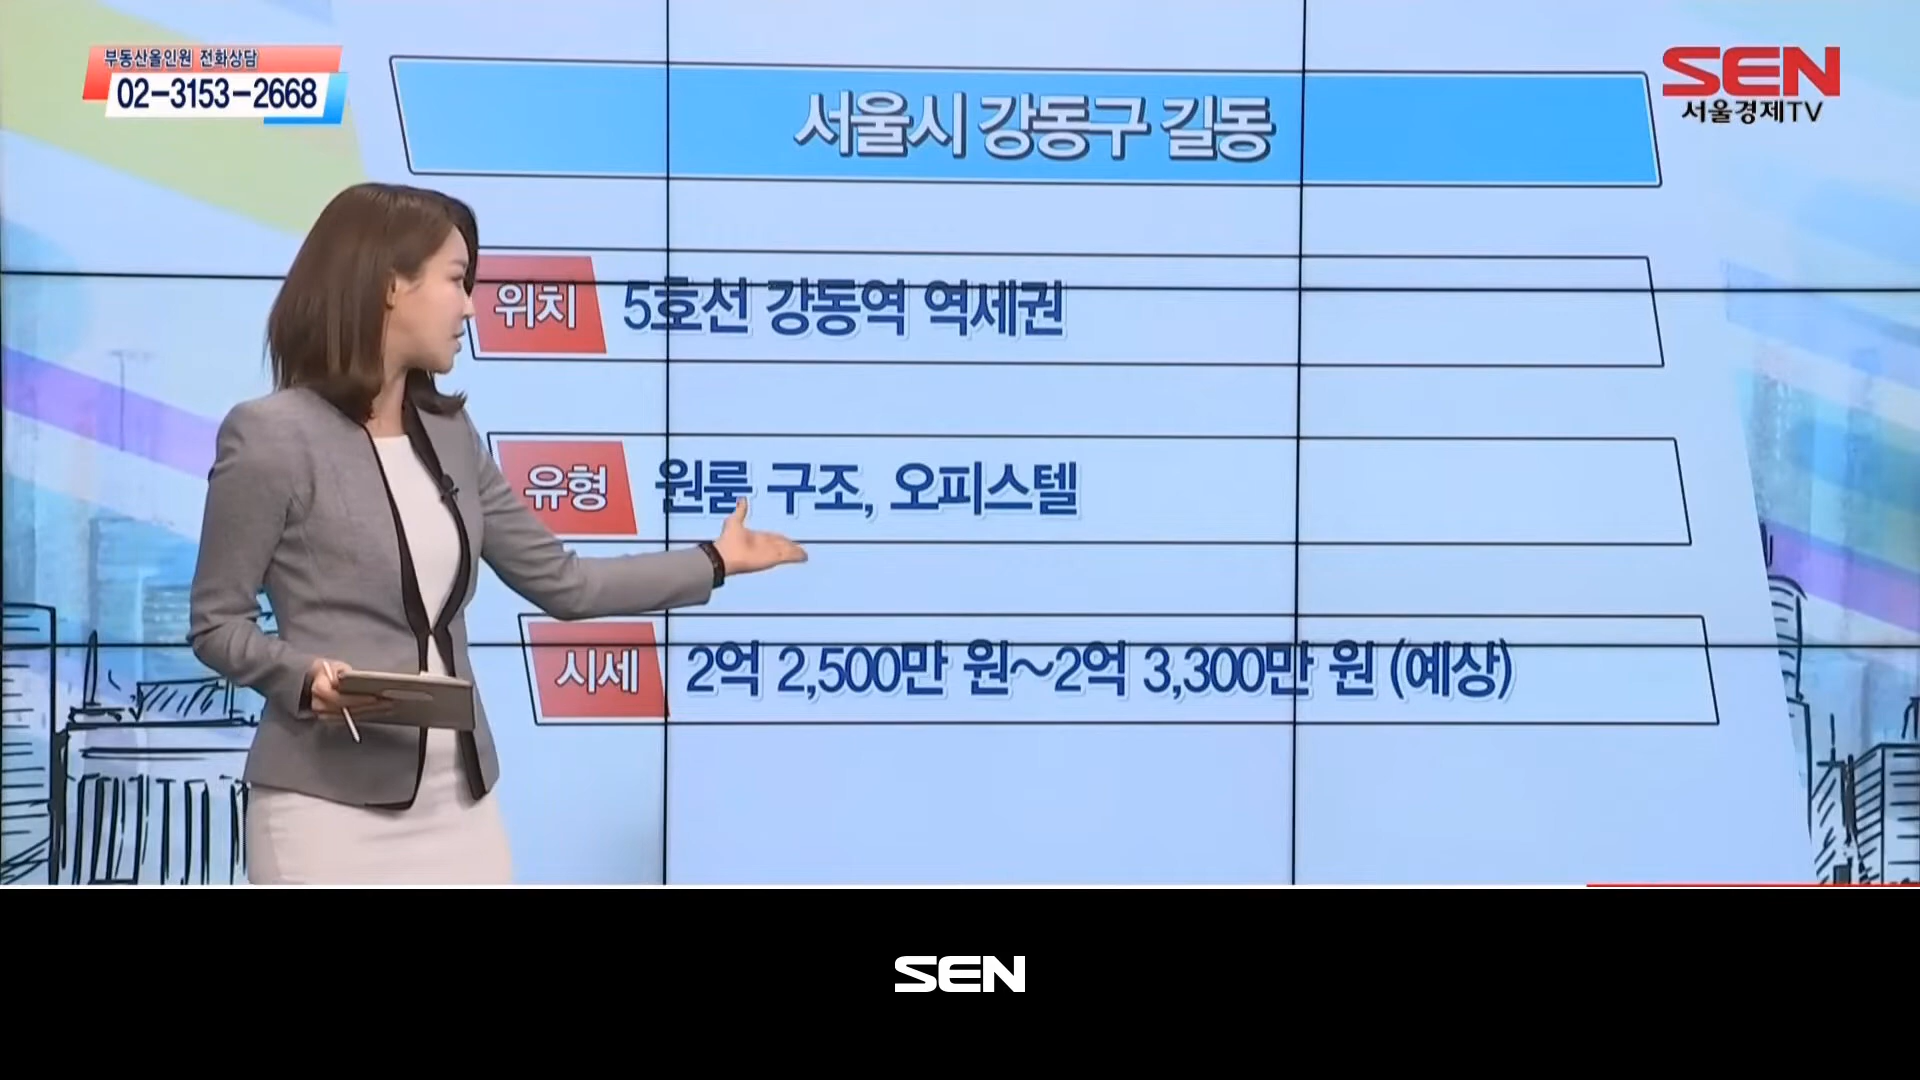 부동산올인원 전화상담
02-3153-2668
SEN
서울경제TV
서울시 강동구 길동
위치 5호선 강동역 역세권
유형 원룸 구조, 오피스텔
시세 2억 2,500만 원~2억 3,300만 원 (예상)
SEN